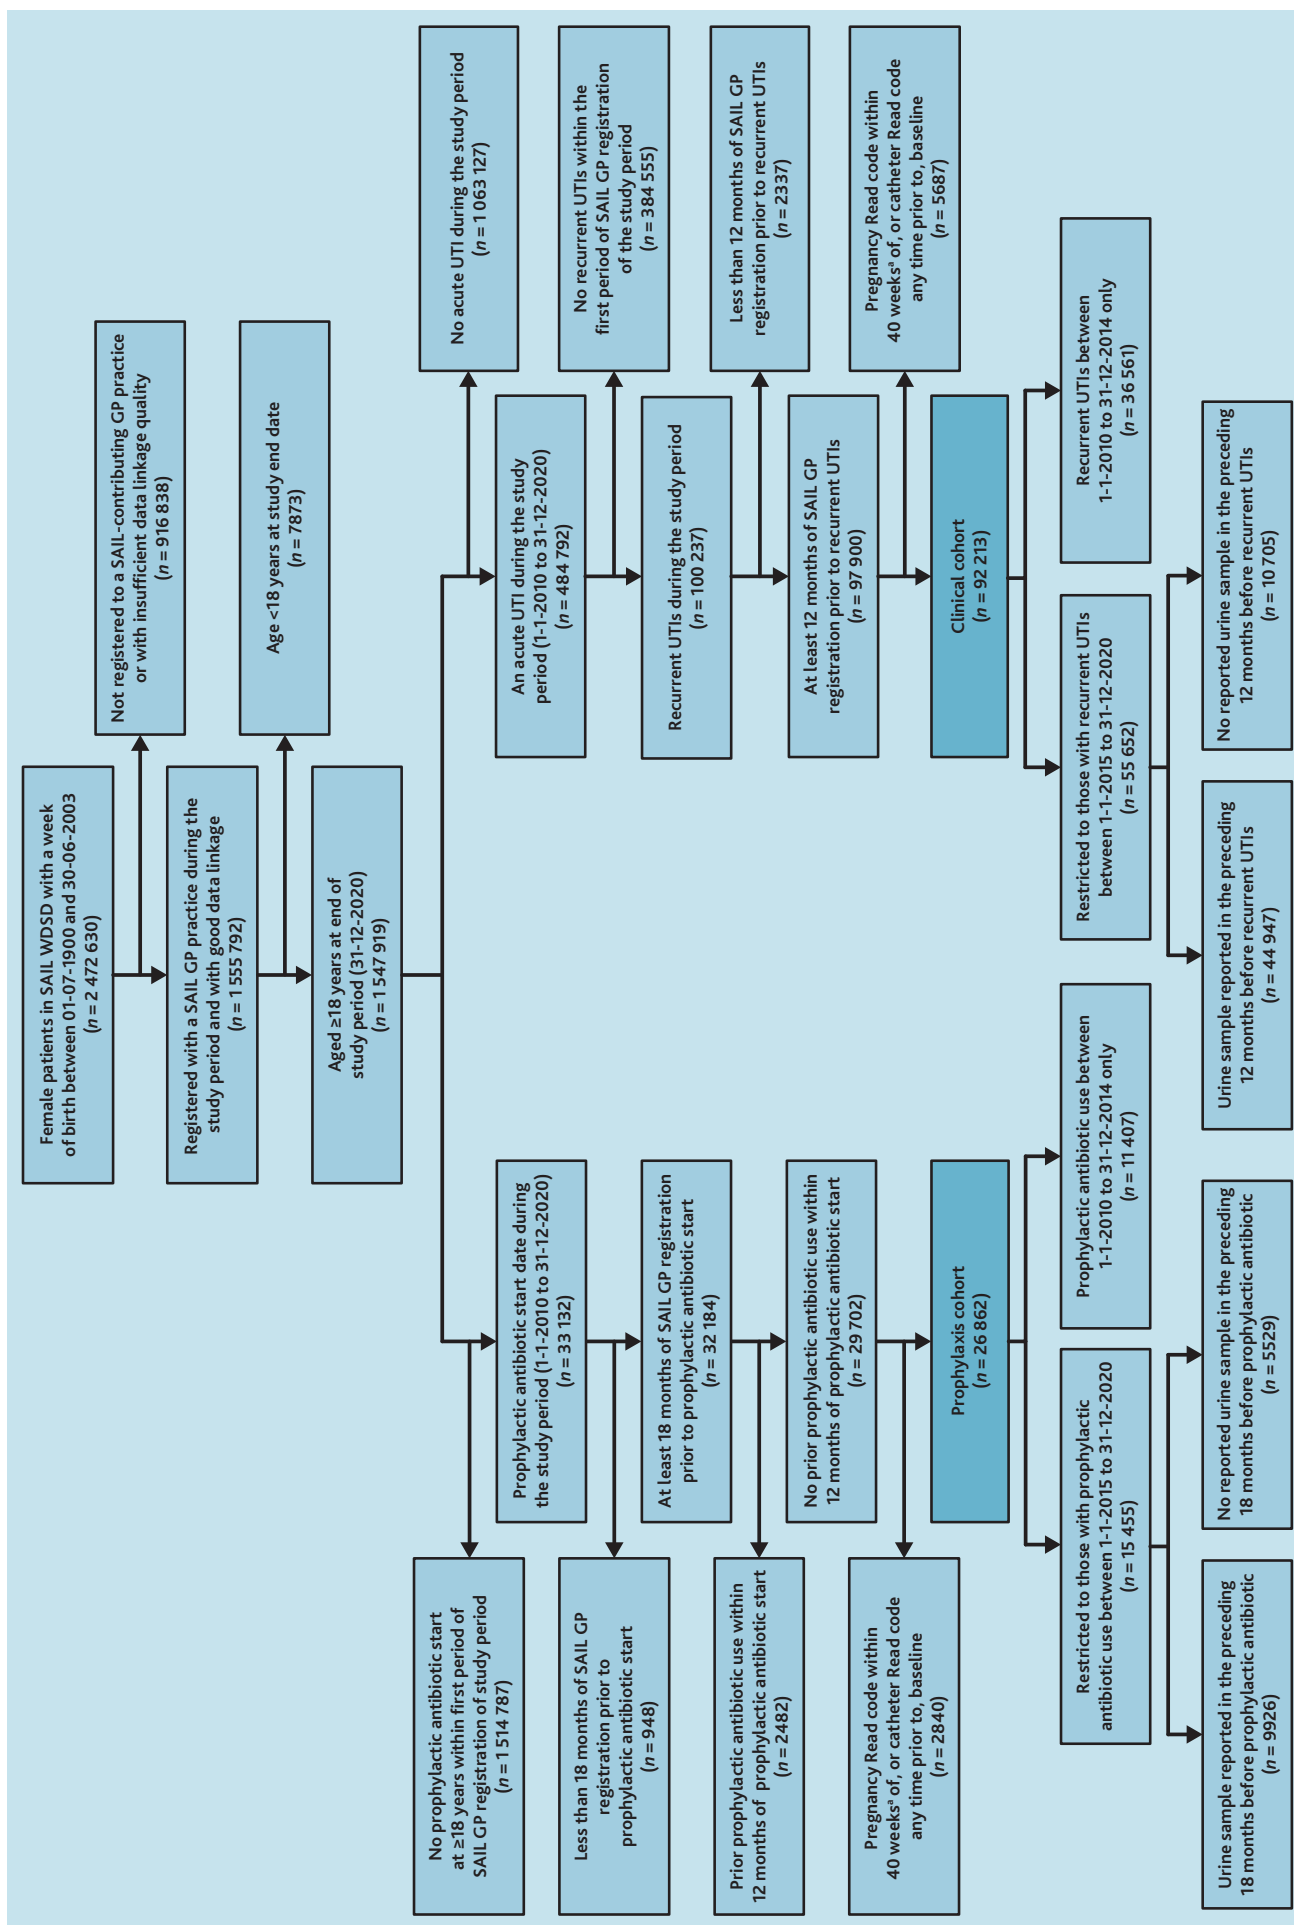 Female patients in SAIL WDSD with a week
of birth between 01-07-1900 and 30-06-2003
(n = 2 472 630)
Not registered to a SAIL-contributing GP practice
or with insufficient data linkage quality
(n = 916 838)
Registered with a SAIL GP practice during the
study period and with good data linkage
(n = 1 555 792)
Age <18 years at study end date
(n = 7873)
Aged ≥18 years at end of
study period (31-12-2020)
(n = 1 547 919)
No prophylactic antibiotic start
at ≥18 years within first period of
SAIL GP registration of study period
(n = 1 514 787)
Prophylactic antibiotic start date during
the study period (1-1-2010 to 31-12-2020)
(n = 33 132)
Less than 18 months of SAIL GP
registration prior to
prophylactic antibiotic start
(n = 948)
At least 18 months of SAIL GP registration
prior to prophylactic antibiotic start
(n = 32 184)
Prior prophylactic antibiotic use within
12 months of prophylactic antibiotic start
(n = 2482)
No prior prophylactic antibiotic use within
12 months of prophylactic antibiotic start
(n = 29 702)
Pregnancy Read code within
40 weeksª of, or catheter Read code
any time prior to, baseline
(n = 2840)
Prophylaxis cohort
(n = 26 862)
Restricted to those with prophylactic
antibiotic use between 1-1-2015 to 31-12-2020
(n = 15 455)
Prophylactic antibiotic use between
1-1-2010 to 31-12-2014 only
(n = 11 407)
Urine sample reported in the preceding
18 months before prophylactic antibiotic
(n = 9926)
No reported urine sample in the preceding
18 months before prophylactic antibiotic
(n = 5529)
No acute UTI during the study period
(n = 1 063 127)
An acute UTI during the study
period (1-1-2010 to 31-12-2020)
(n = 484 792)
No recurrent UTIs within the
first period of SAIL GP registration
of the study period
(n = 384 555)
Recurrent UTIs during the study period
(n = 100 237)
Less than 12 months of SAIL GP
registration prior to recurrent UTIs
(n = 2337)
At least 12 months of SAIL GP
registration prior to recurrent UTIs
(n = 97 900)
Pregnancy Read code within
40 weeksª of, or catheter Read code
any time prior to, baseline
(n = 5687)
Clinical cohort
(n = 92 213)
Restricted to those with recurrent UTIs
between 1-1-2015 to 31-12-2020
(n = 55 652)
Recurrent UTIs between
1-1-2010 to 31-12-2014 only
(n = 36 561)
Urine sample reported in the preceding
12 months before recurrent UTIs
(n = 44 947)
No reported urine sample in the preceding
12 months before recurrent UTIs
(n = 10 705)